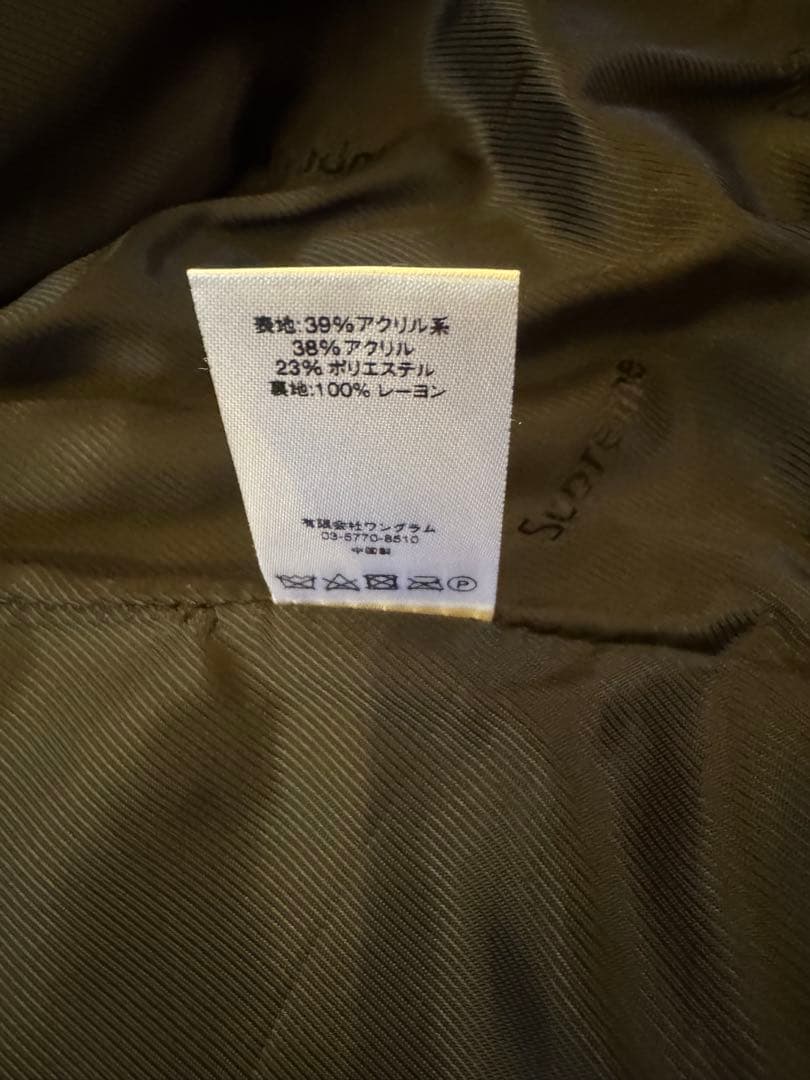 表地:39%アクリル系
38%アクリル
23% ポリエステル
裏地:100% レーヨン
有限会社ワングラム
03-5770-8510
中国製
P
Supreme